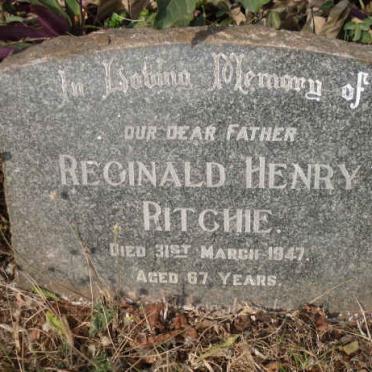 In Loving Memory of
OUR DEAR FATHER
REGINALD HENRY
RITCHIE.
DIED 31ST MARCH 1947.
AGED 67 YEARS.